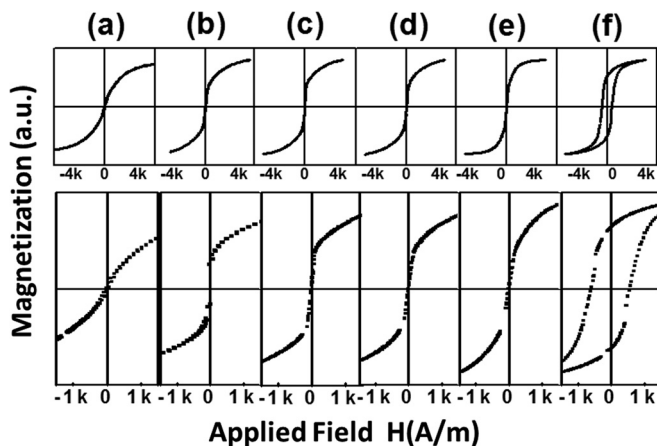 (a) (b) (c) (d) (e) (f)
Magnetization (a.u.)
-4k 0 4k -4k 0 4k -4k 0 4k -4k 0 4k -4k 0 4k -4k 0 4k
-1 k 0 1 k -1 k 0 1 k -1 k 0 1 k -1 k 0 1 k -1 k 0 1 k -1 k 0 1 k
Applied Field H(A/m)